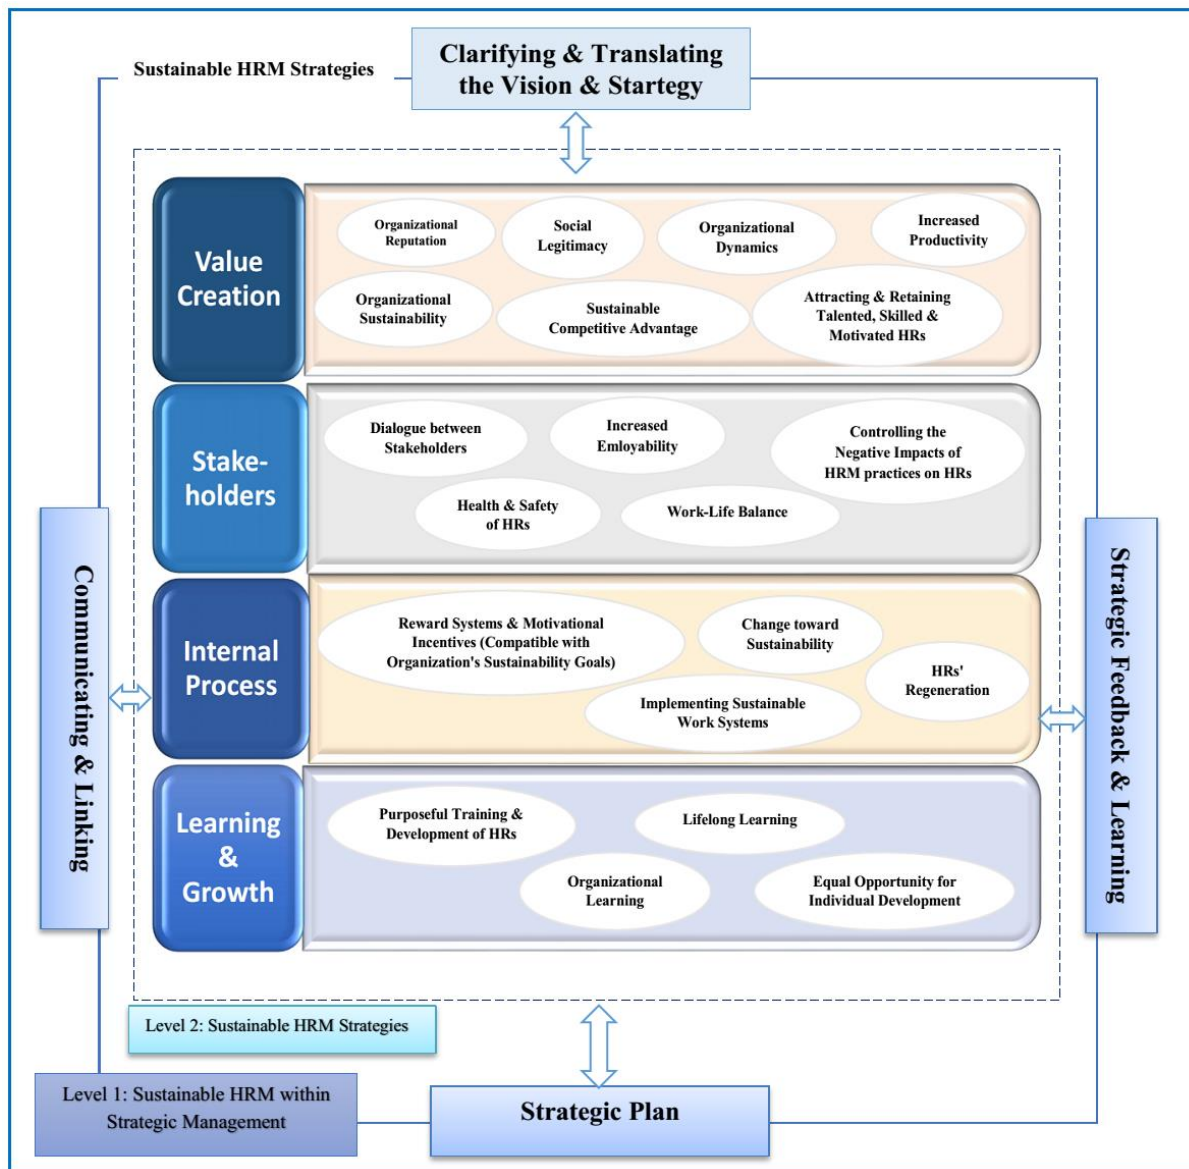 Clarifying & Translating
the Vision & Startegy
Sustainable HRM Strategies
Value
Creation
Organizational
Reputation
Social
Legitimacy
Organizational
Dynamics
Increased
Productivity
Organizational
Sustainability
Sustainable
Competitive Advantage
Attracting & Retaining
Talented, Skilled &
Motivated HRs
Stake-
holders
Dialogue between
Stakeholders
Increased
Emloyability
Controlling the
Negative Impacts of
HRM practices on HRs
Health & Safety
of HRs
Work-Life Balance
Internal
Process
Reward Systems & Motivational
Incentives (Compatible with
Organization's Sustainability Goals)
Change toward
Sustainability
HRs'
Regeneration
Implementing Sustainable
Work Systems
Learning
&
Growth
Purposeful Training &
Development of HRs
Lifelong Learning
Organizational
Learning
Equal Opportunity for
Individual Development
Communicating & Linking
Strategic Feedback & Learning
Level 2: Sustainable HRM Strategies
Level 1: Sustainable HRM within
Strategic Management
Strategic Plan